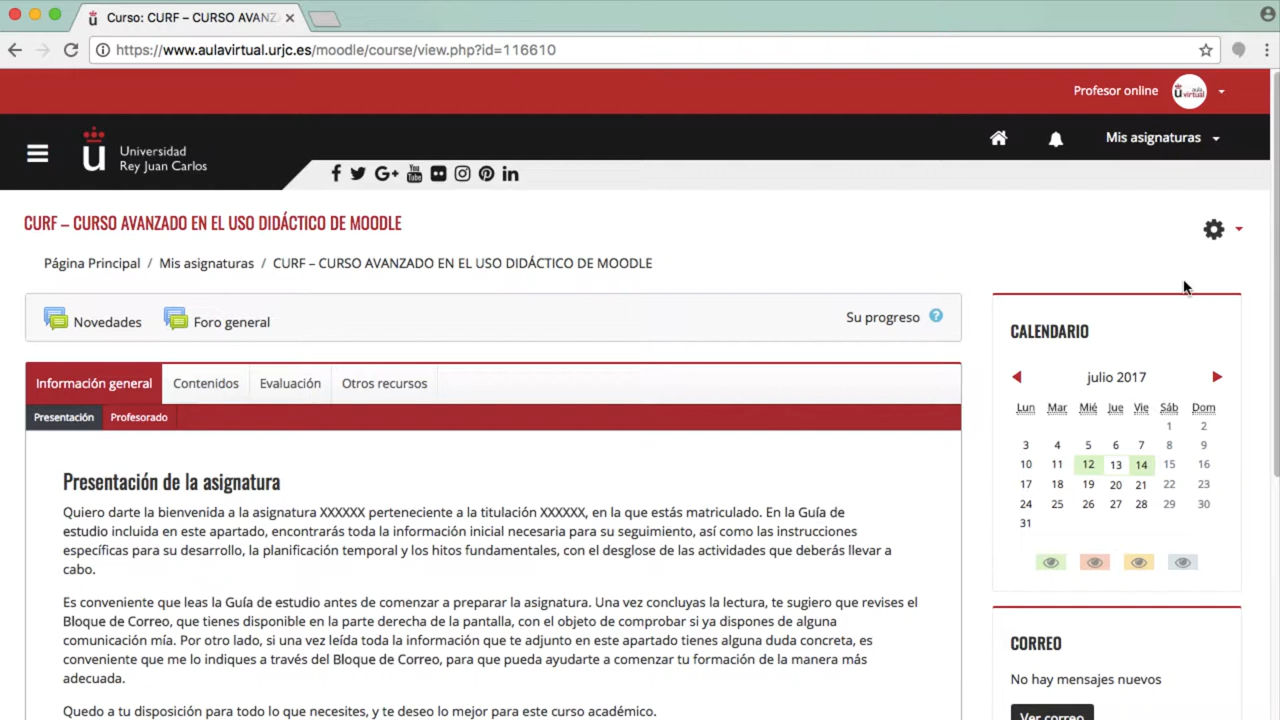 Curso: CURF – CURSO AVANZ
https://www.aulavirtual.urjc.es/moodle/course/view.php?id=116610
Profesor online
aula virtual
Universidad
Rey Juan Carlos
Mis asignaturas
You Tube
CURF – CURSO AVANZADO EN EL USO DIDÁCTICO DE MOODLE
Página Principal / Mis asignaturas / CURF – CURSO AVANZADO EN EL USO DIDÁCTICO DE MOODLE
Novedades Foro general Su progreso ?
Información general Contenidos Evaluación Otros recursos
Presentación Profesorado
Presentación de la asignatura
Quiero darte la bienvenida a la asignatura XXXXXX perteneciente a la titulación XXXXXX, en la que estás matriculado. En la Guía de
estudio incluida en este apartado, encontrarás toda la información inicial necesaria para su seguimiento, así como las instrucciones
específicas para su desarrollo, la planificación temporal y los hitos fundamentales, con el desglose de las actividades que deberás llevar a
cabo.
Es conveniente que leas la Guía de estudio antes de comenzar a preparar la asignatura. Una vez concluyas la lectura, te sugiero que revises el
Bloque de Correo, que tienes disponible en la parte derecha de la pantalla, con el objeto de comprobar si ya dispones de alguna
comunicación mía. Por otro lado, si una vez leída toda la información que te adjunto en este apartado tienes alguna duda concreta, es
conveniente que me lo indiques a través del Bloque de Correo, para que pueda ayudarte a comenzar tu formación de la manera más
adecuada.
Quedo a tu disposición para todo lo que necesites, y te deseo lo mejor para este curso académico.
CALENDARIO
julio 2017
Lun Mar Mié Jue Vie Sáb Dom
1 2
3 4 5 6 7 8 9
10 11 12 13 14 15 16
17 18 19 20 21 22 23
24 25 26 27 28 29 30
31
CORREO
No hay mensajes nuevos
Ver correo